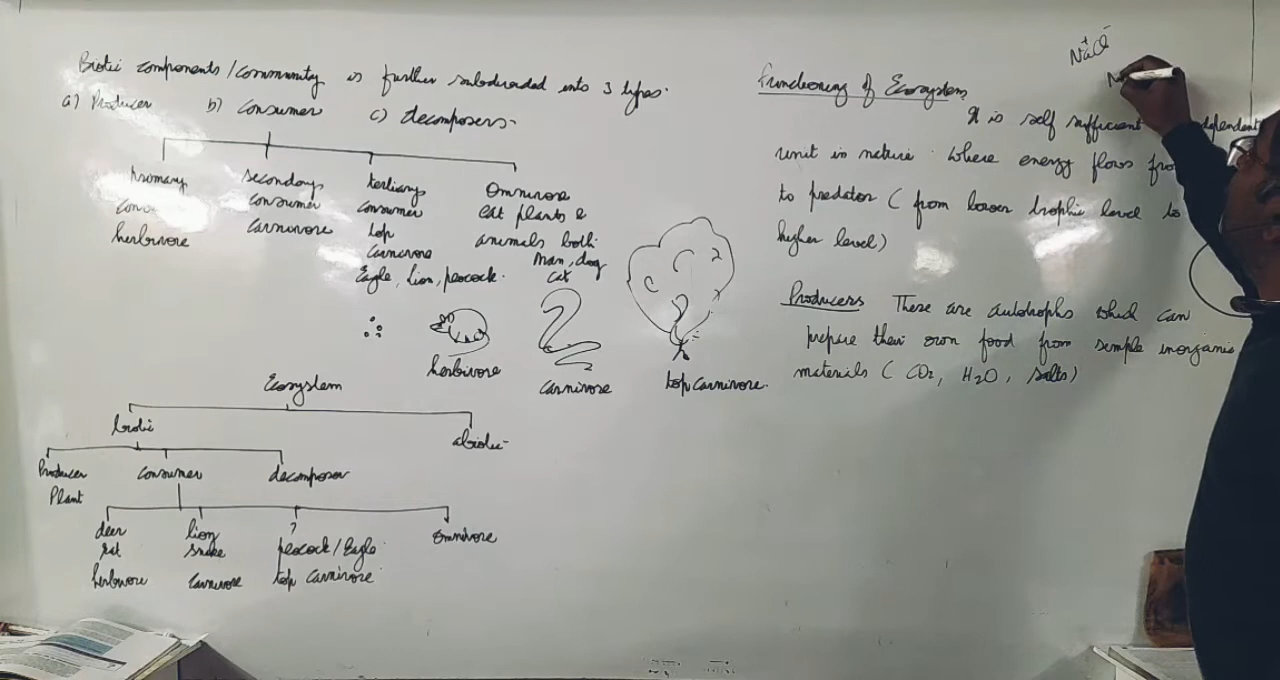 Biotic components/community is further subdivided into 3 types.
a) Producer b) Consumer c) decomposers-
primary
herbivore
secondary
consumer
carnivore
tertiary
consumer
top
carnivore
Eagle, lion, peacock.
Omnivore
eat plants &
animals both.
man, dog
cat
herbivore
carnivore
top carnivore.
Ecosystem
biotic
abiotic
Producer
Plant
Consumer
decomposer
deer
rat
herbivore
lion
snake
carnivore
?
peacock/Eagle
top carnivore
omnivore
Functioning of Ecosystem
It is self sufficient
unit in nature. Where energy flows
to predator (from lower trophic level to
higher level)
Producers These are autotrophs which can
prepare their own food from simple inorganic
materials (CO2, H2O, salts)
Na+Cl-